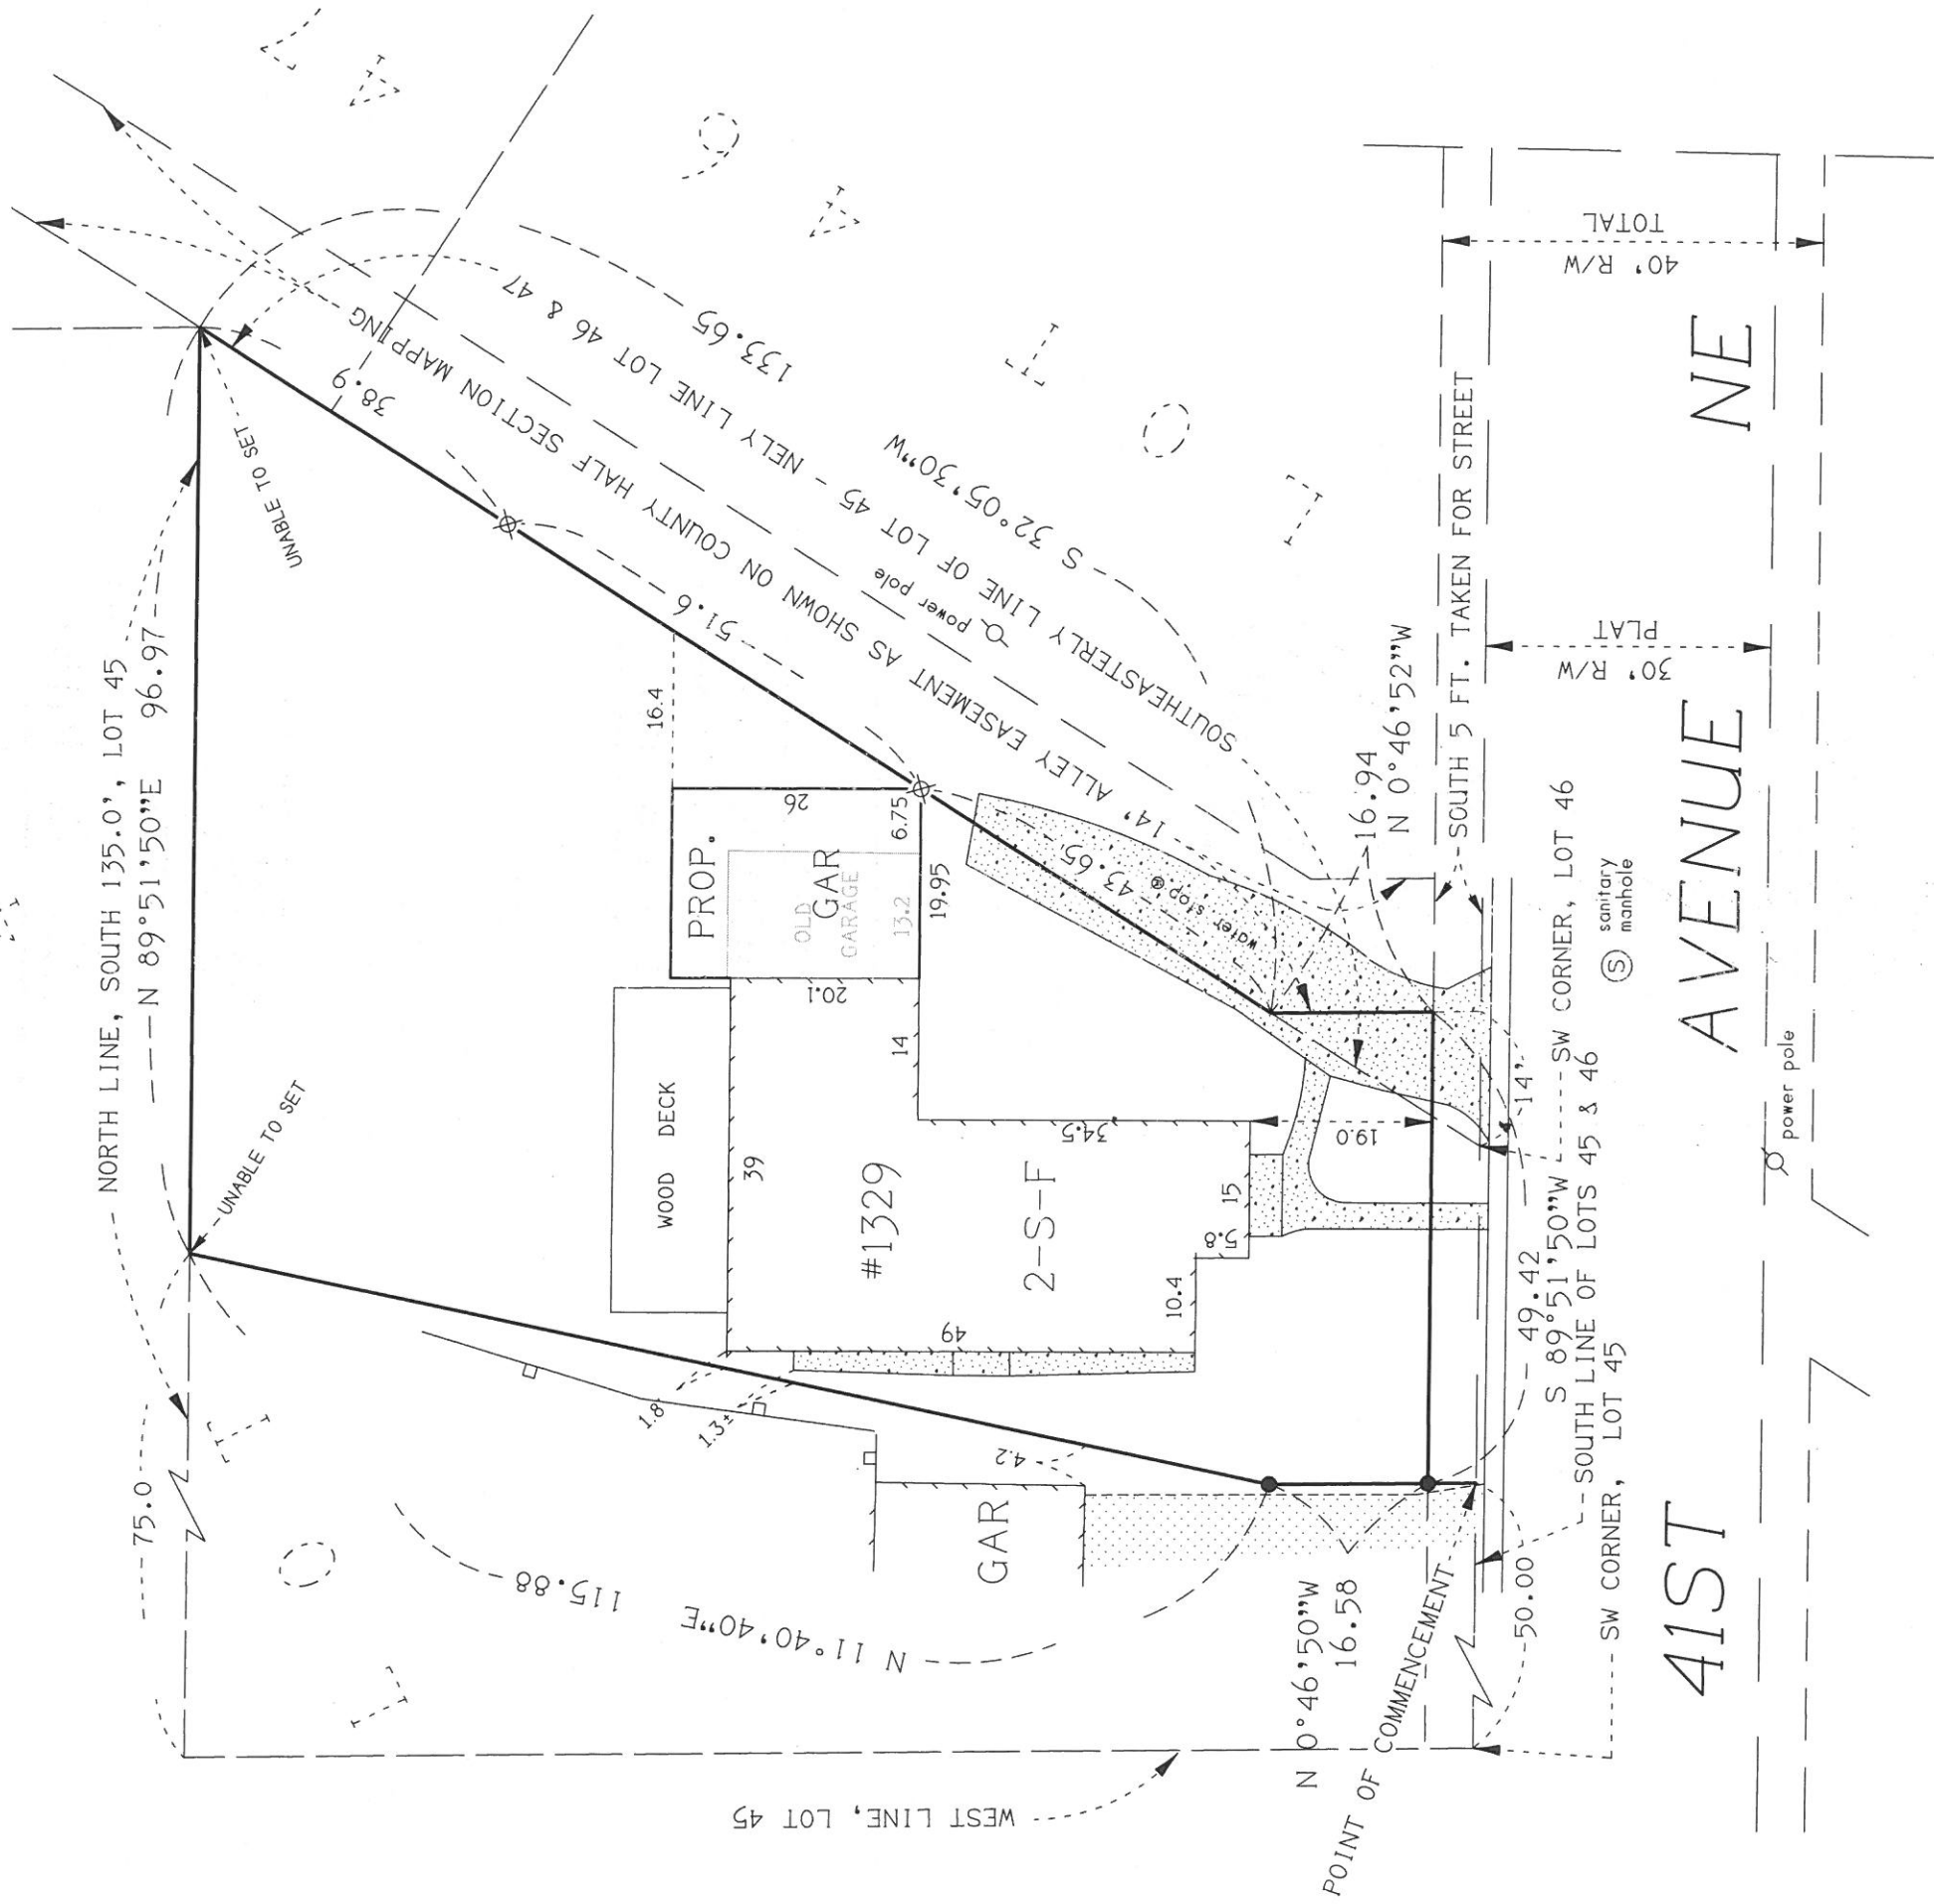 NORTH LINE, SOUTH 135.0', LOT 45
N 89°51'50"E 96.97
75.0
UNABLE TO SET
UNABLE TO SET
L O T 4 7
L O T 4 6
L O T
38.9
133.65
51.6
S 32°05'30"W
SOUTHEASTERLY LINE OF LOT 45 - NELY LINE LOT 46 & 47
14' ALLEY EASEMENT AS SHOWN ON COUNTY HALF SECTION MAPPING
power pole
16.4
PROP.
GAR
26
6.75
OLD
GARAGE
13.2
19.95
20.1
14
WOOD DECK
39
#1329
2-S-F
34.5
49
15
5.8
10.4
19.0
43.65
water stop
16.94
N 0°46'52"W
1.8
1.3±
4.2
GAR
N 11°40'40"E 115.88
N 0°46'50"W
16.58
POINT OF COMMENCEMENT
WEST LINE, LOT 45
50.00
49.42
S 89°51'50"W
14'
SOUTH LINE OF LOTS 45 & 46
SW CORNER, LOT 45
SW CORNER, LOT 46
SOUTH 5 FT. TAKEN FOR STREET
S sanitary
manhole
power pole
40' R/W
TOTAL
30' R/W
PLAT
41ST AVENUE NE